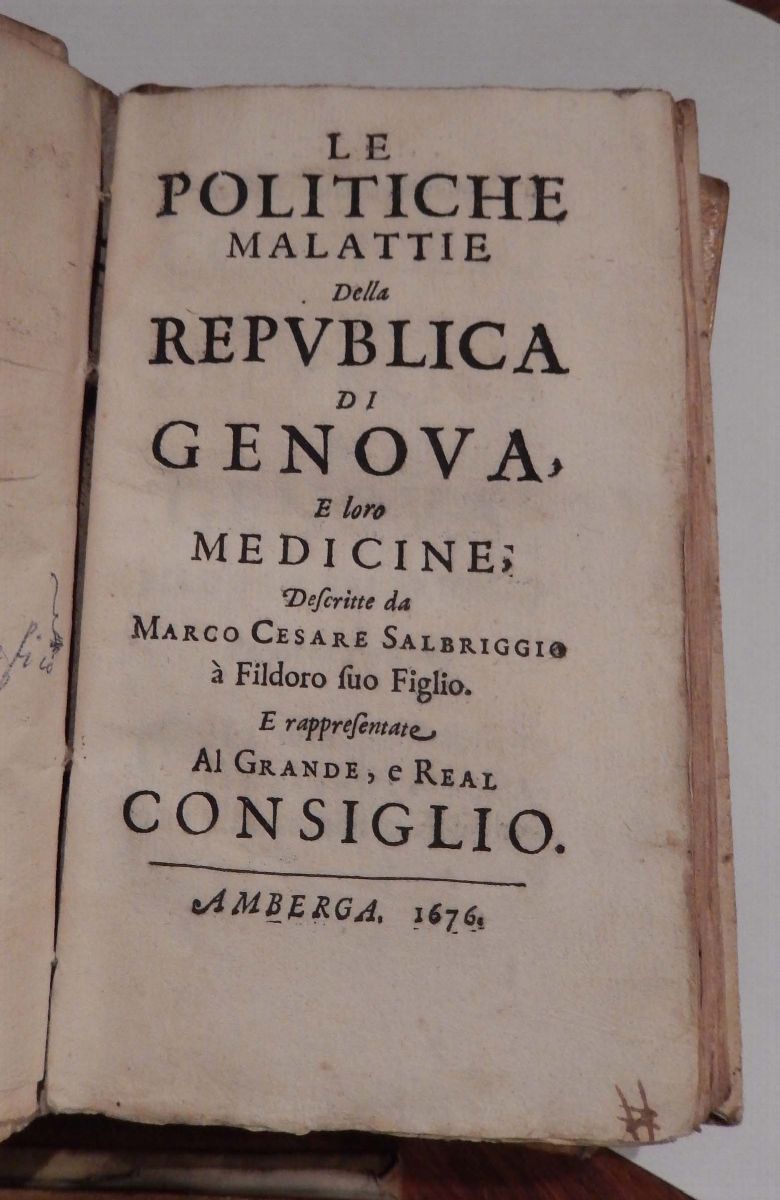 LE
POLITICHE
MALATTIE
Della
REPVBLICA
DI
GENOVA,
E loro
MEDICINE;
Deſcritte da
MARCO CESARE SALBRIGGIO
à Fildoro ſuo Figlio.
E rappreſentate
Al GRANDE, e REAL
CONSIGLIO.
AMBERGA. 1676.